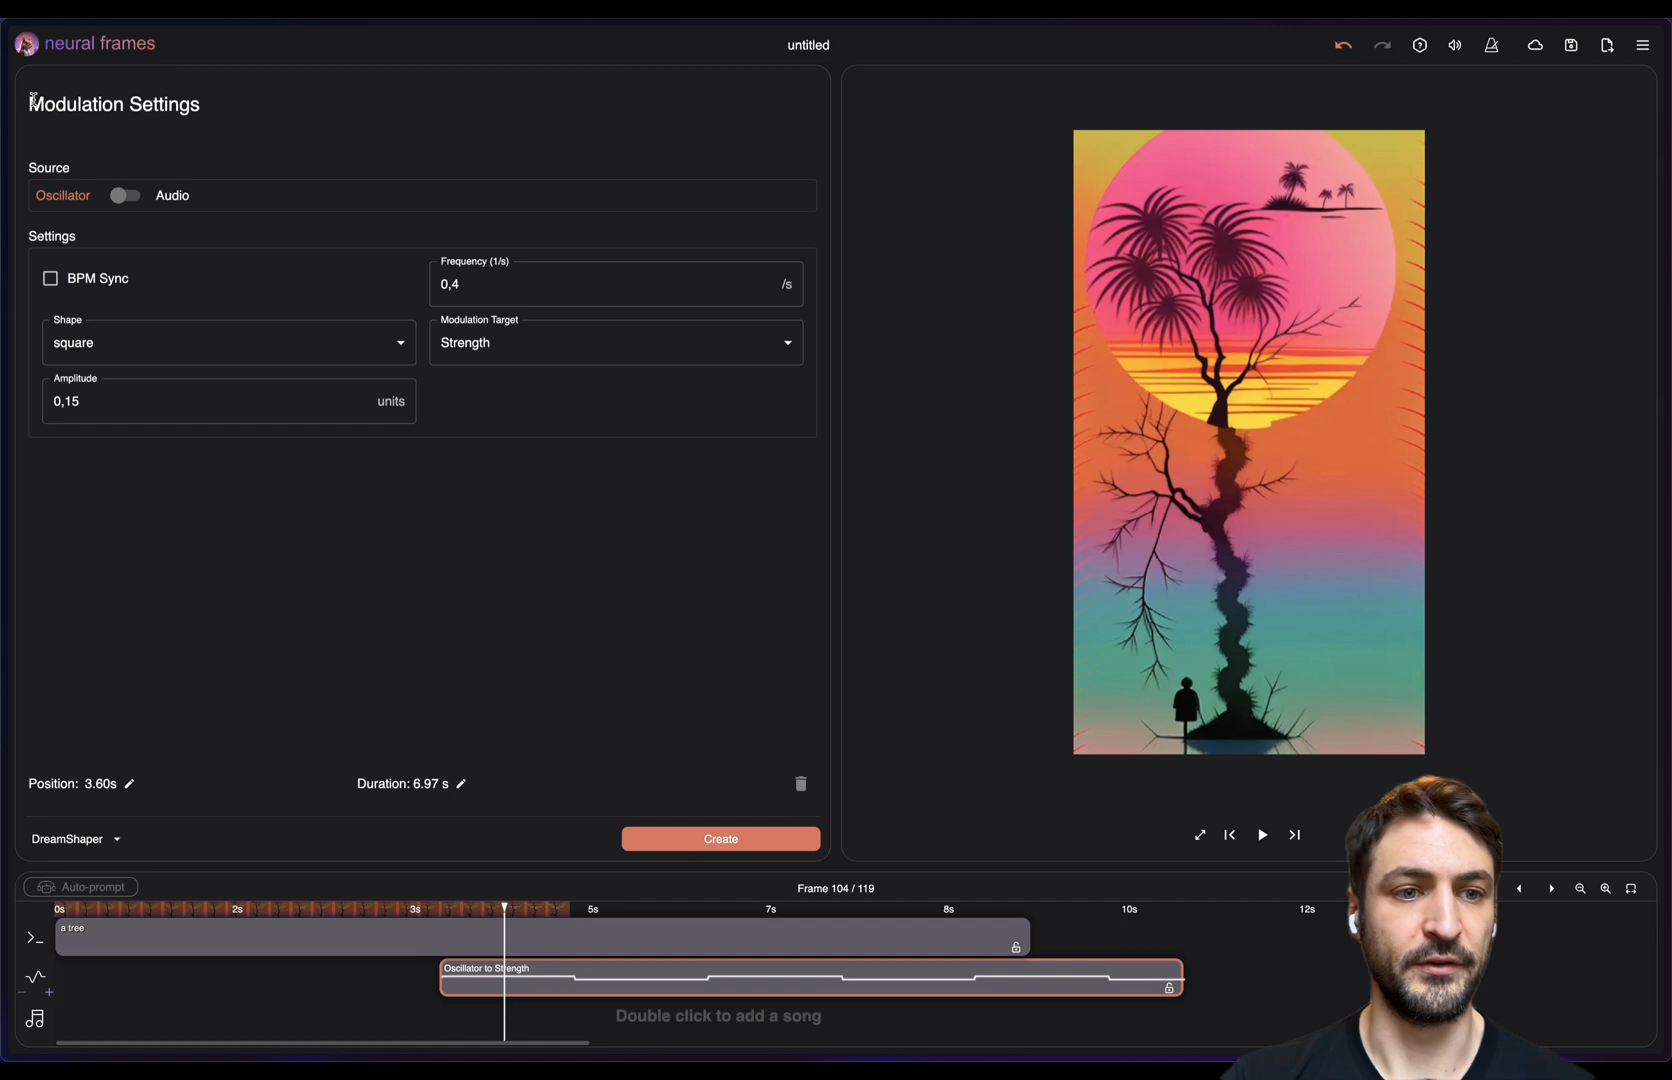 neural frames
untitled
Modulation Settings
Source
Oscillator
Audio
Settings
BPM Sync
Frequency (1/s)
0,4
/s
Shape
square
Modulation Target
Strength
Amplitude
0,15
units
Position: 3.60s
Duration: 6.97 s
DreamShaper
Create
Auto-prompt
Frame 104 / 119
0s 2s 3s 5s 7s 8s 10s 12s
a tree
Oscillator to Strength
Double click to add a song